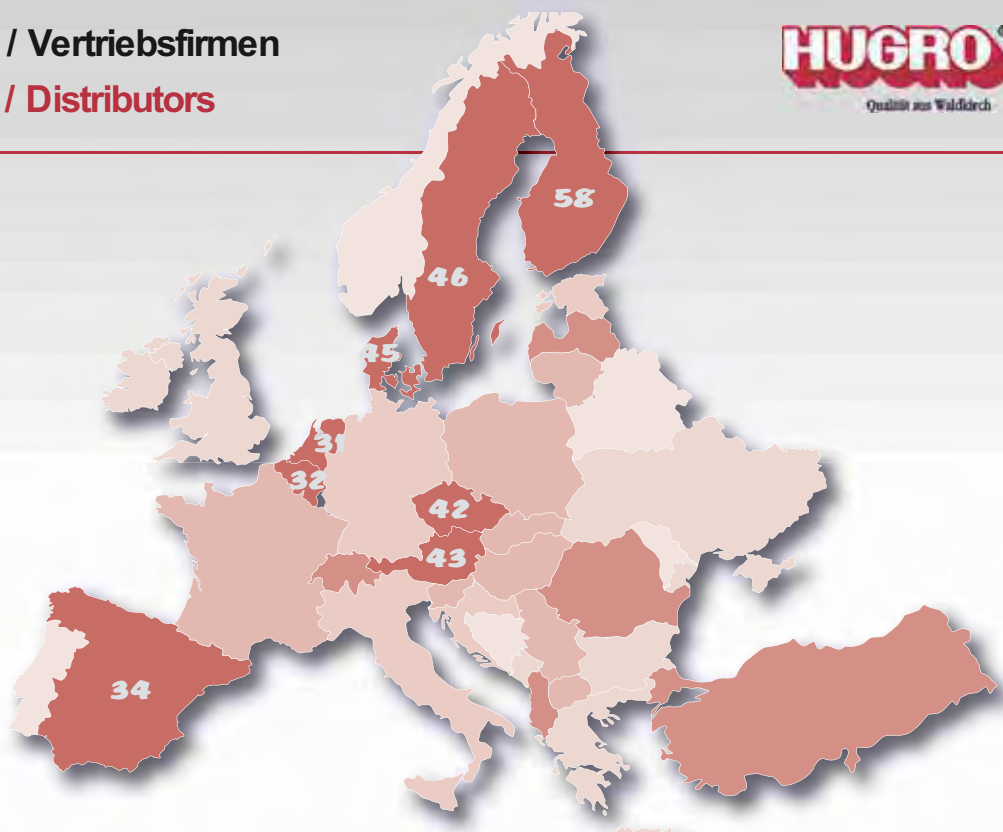 / Vertriebsfirmen
/ Distributors
HUGRO®
Qualität aus Waldkirch
58
46
45
31
32
42
43
34